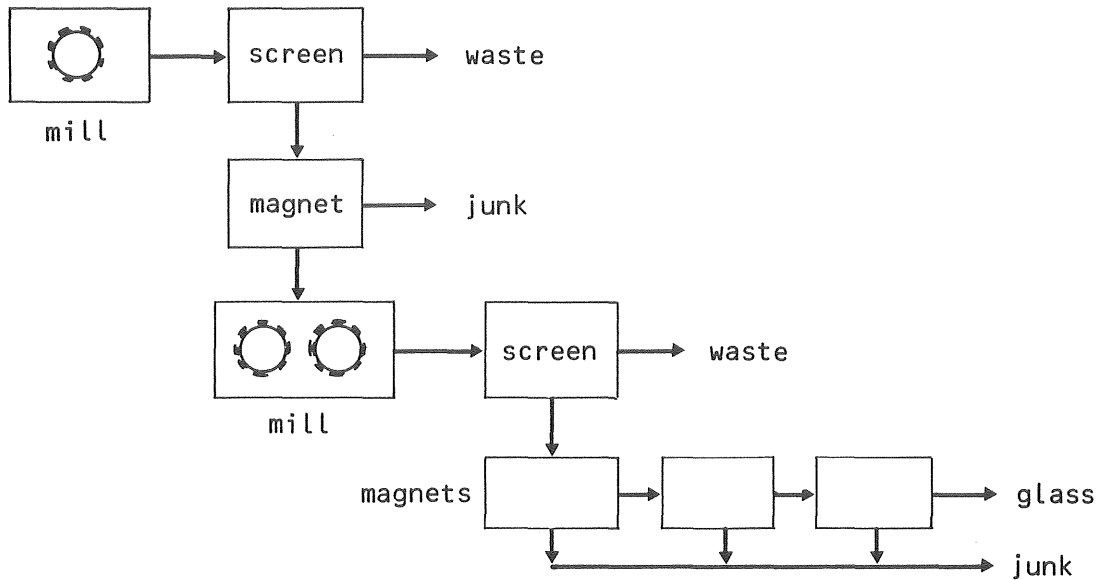 screen
waste
mill
magnet
junk
screen
waste
mill
magnets
glass
junk